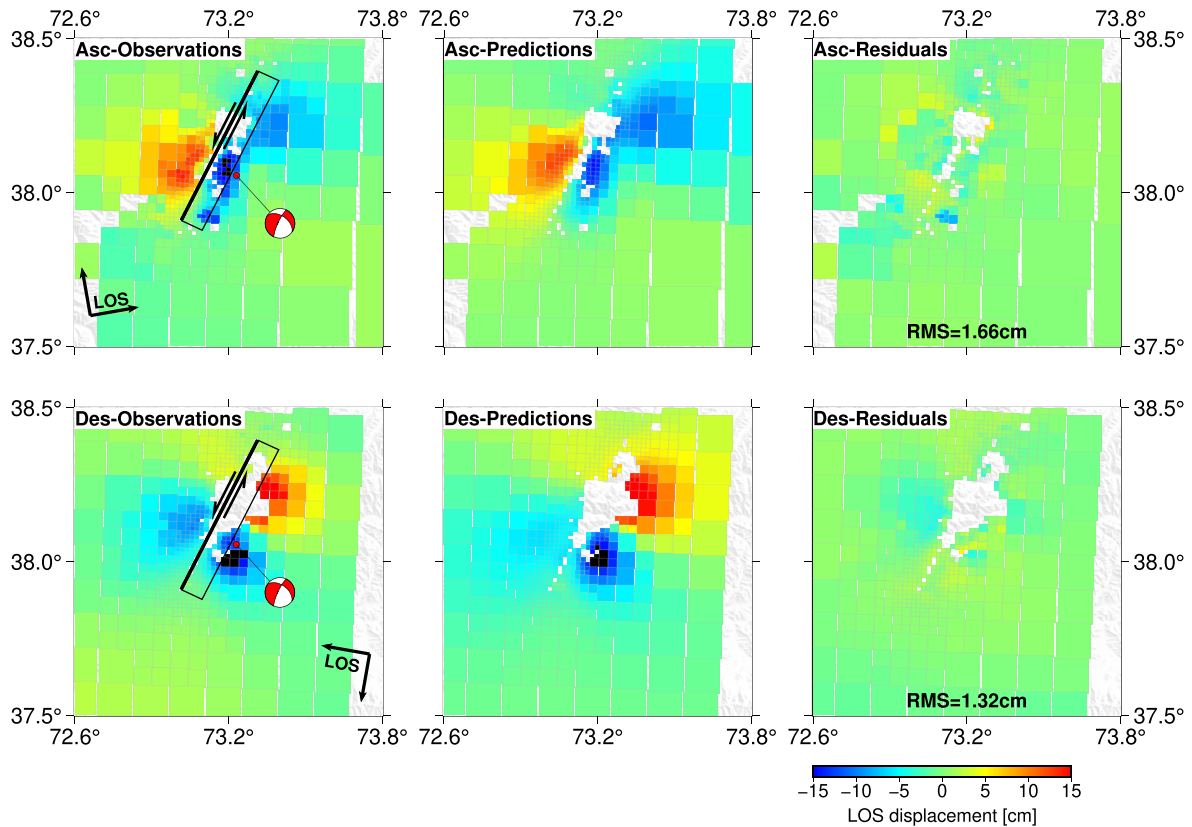 72.6° 73.2° 73.8° 72.6° 73.2° 73.8° 72.6° 73.2° 73.8°
38.5° Asc-Observations Asc-Predictions Asc-Residuals 38.5°
38.0° 38.0°
LOS
RMS=1.66cm
37.5° 37.5°
38.5° Des-Observations Des-Predictions Des-Residuals 38.5°
38.0° 38.0°
LOS
RMS=1.32cm
37.5° 37.5°
72.6° 73.2° 73.8° 72.6° 73.2° 73.8° 72.6° 73.2° 73.8°
−15 −10 −5 0 5 10 15
LOS displacement [cm]